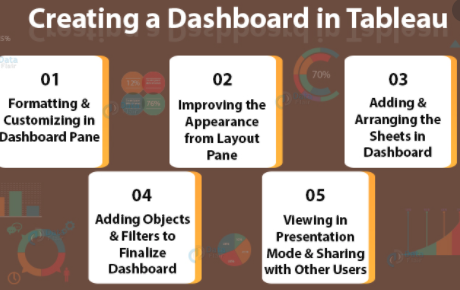 Creating a Dashboard in Tableau
01
Formatting &
Customizing in
Dashboard Pane
02
Improving the
Appearance
from Layout
Pane
03
Adding &
Arranging the
Sheets in
Dashboard
04
Adding Objects
& Filters to
Finalize
Dashboard
05
Viewing in
Presentation
Mode & Sharing
with Other Users
70%